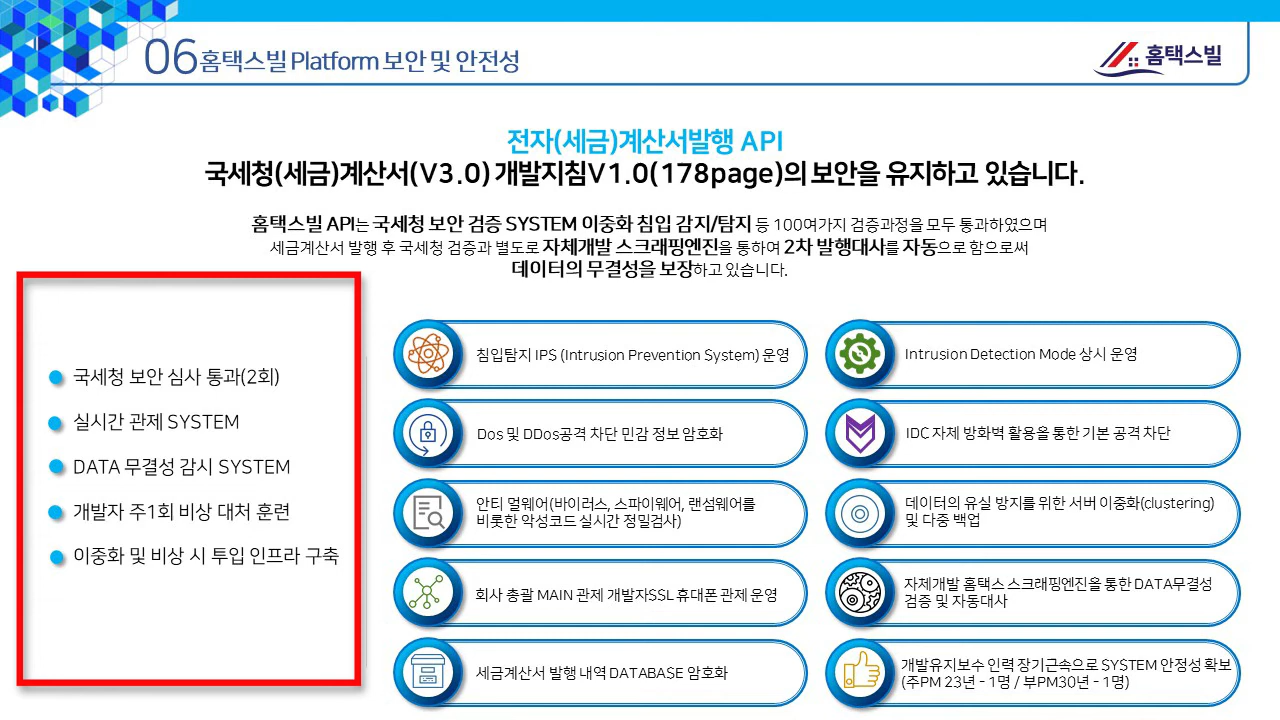 06 홈택스빌 Platform 보안 및 안전성
홈택스빌
전자(세금)계산서발행 API
국세청(세금)계산서(V3.0) 개발지침V1.0(178page)의 보안을 유지하고 있습니다.
홈택스빌 API는 국세청 보안 검증 SYSTEM 이중화 침입 감지/탐지 등 100여가지 검증과정을 모두 통과하였으며
세금계산서 발행 후 국세청 검증과 별도로 자체개발 스크래핑엔진을 통하여 2차 발행대사를 자동으로 함으로써
데이터의 무결성을 보장하고 있습니다.
국세청 보안 심사 통과(2회)
실시간 관제 SYSTEM
DATA 무결성 감시 SYSTEM
개발자 주1회 비상 대처 훈련
이중화 및 비상 시 투입 인프라 구축
침입탐지 IPS (Intrusion Prevention System) 운영
Dos 및 DDos공격 차단 민감 정보 암호화
안티 멀웨어(바이러스, 스파이웨어, 랜섬웨어를
비롯한 악성코드 실시간 정밀검사)
회사 총괄 MAIN 관제 개발자SSL 휴대폰 관제 운영
세금계산서 발행 내역 DATABASE 암호화
Intrusion Detection Mode 상시 운영
IDC 자체 방화벽 활용을 통한 기본 공격 차단
데이터의 유실 방지를 위한 서버 이중화(clustering)
및 다중 백업
자체개발 홈택스 스크래핑엔진을 통한 DATA무결성
검증 및 자동대사
개발유지보수 인력 장기근속으로 SYSTEM 안정성 확보
(주PM 23년 - 1명 / 부PM30년 - 1명)